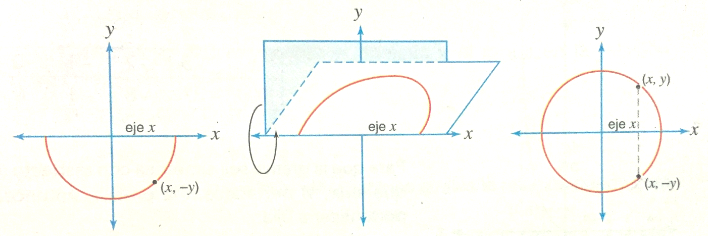 y
eje x
x
(x, −y)
y
eje x
x
y
(x, y)
eje x
x
(x, −y)